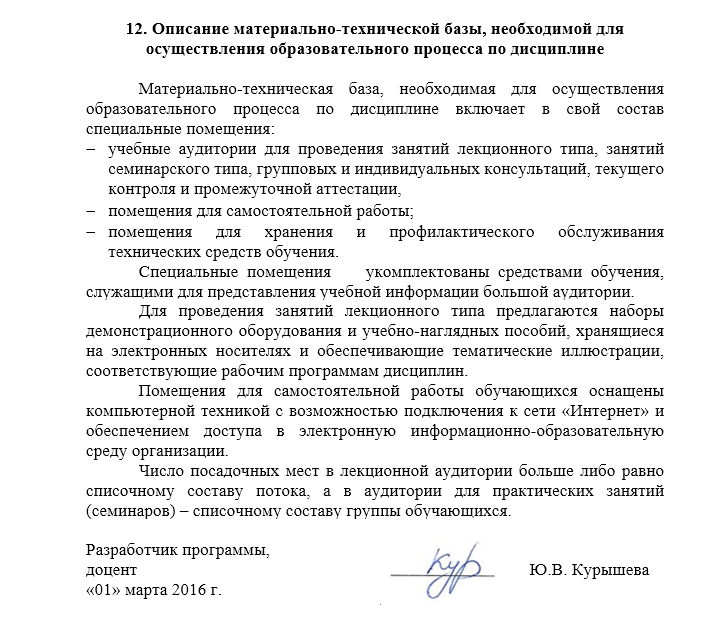 12. Описание материально-технической базы, необходимой для
осуществления образовательного процесса по дисциплине
Материально-техническая база, необходимая для осуществления
образовательного процесса по дисциплине включает в свой состав
специальные помещения:
– учебные аудитории для проведения занятий лекционного типа, занятий
семинарского типа, групповых и индивидуальных консультаций, текущего
контроля и промежуточной аттестации,
– помещения для самостоятельной работы;
– помещения для хранения и профилактического обслуживания
технических средств обучения.
Специальные помещения укомплектованы средствами обучения,
служащими для представления учебной информации большой аудитории.
Для проведения занятий лекционного типа предлагаются наборы
демонстрационного оборудования и учебно-наглядных пособий, хранящиеся
на электронных носителях и обеспечивающие тематические иллюстрации,
соответствующие рабочим программам дисциплин.
Помещения для самостоятельной работы обучающихся оснащены
компьютерной техникой с возможностью подключения к сети «Интернет» и
обеспечением доступа в электронную информационно-образовательную
среду организации.
Число посадочных мест в лекционной аудитории больше либо равно
списочному составу потока, а в аудитории для практических занятий
(семинаров) – списочному составу группы обучающихся.
Разработчик программы,
доцент Кур Ю.В. Курышева
«01» марта 2016 г.